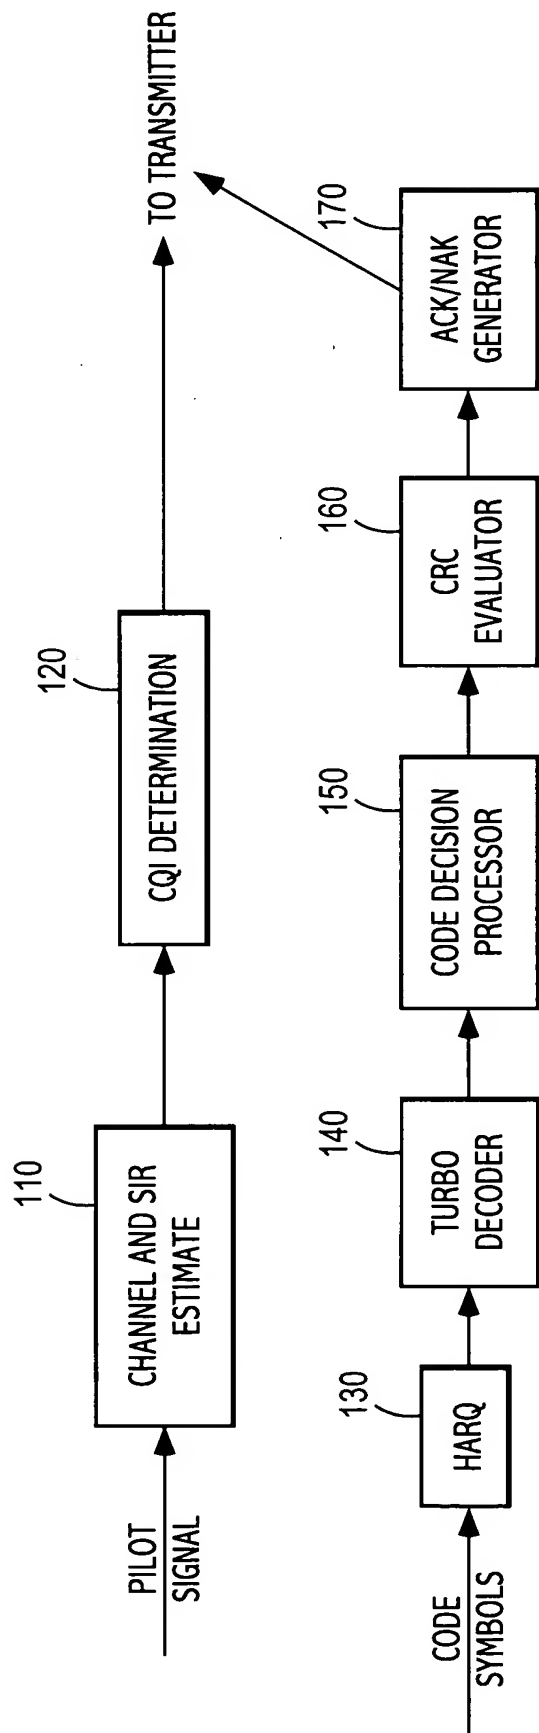 PILOT
SIGNAL
110
CHANNEL AND SIR
ESTIMATE
120
CQI DETERMINATION
TO TRANSMITTER
CODE
SYMBOLS
130
HARQ
140
TURBO
DECODER
150
CODE DECISION
PROCESSOR
160
CRC
EVALUATOR
170
ACK/NAK
GENERATOR